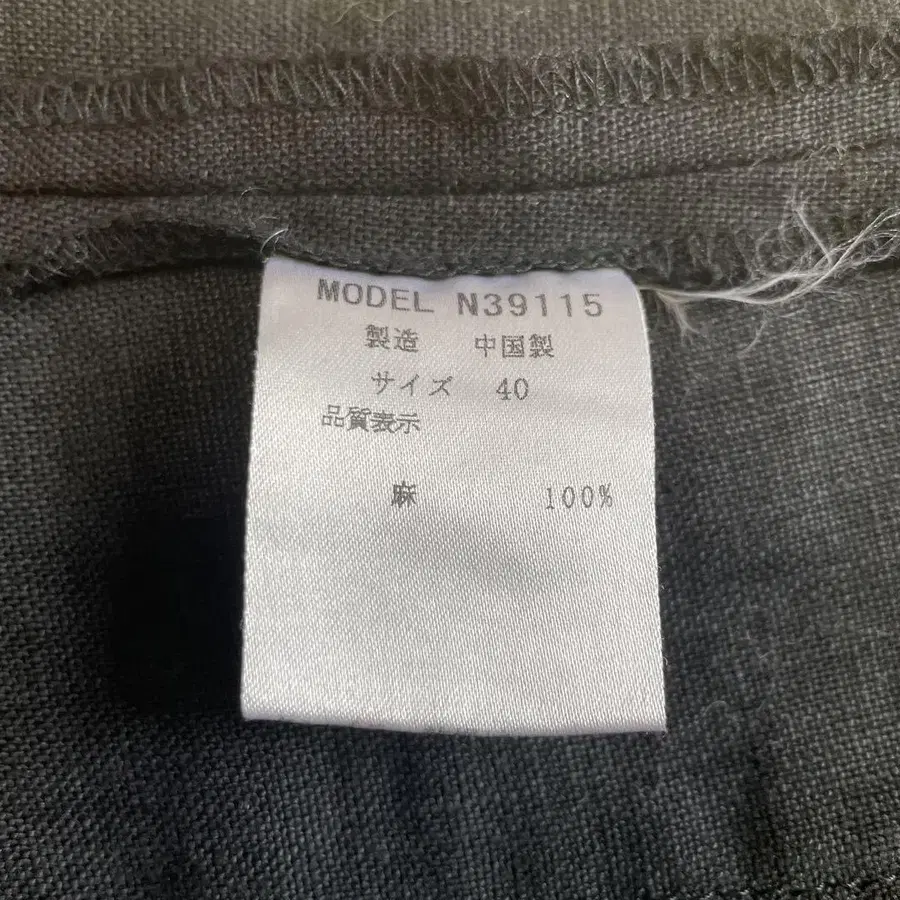 MODEL N39115
製造 中国製
サイズ 40
品質表示
麻 100%